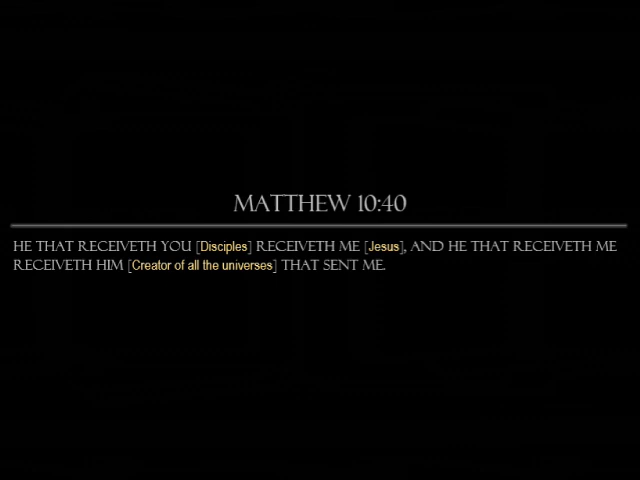 MATTHEW 10:40
HE THAT RECEIVETH YOU [Disciples] RECEIVETH ME [Jesus], AND HE THAT RECEIVETH ME
RECEIVETH HIM [Creator of all the universes] THAT SENT ME.